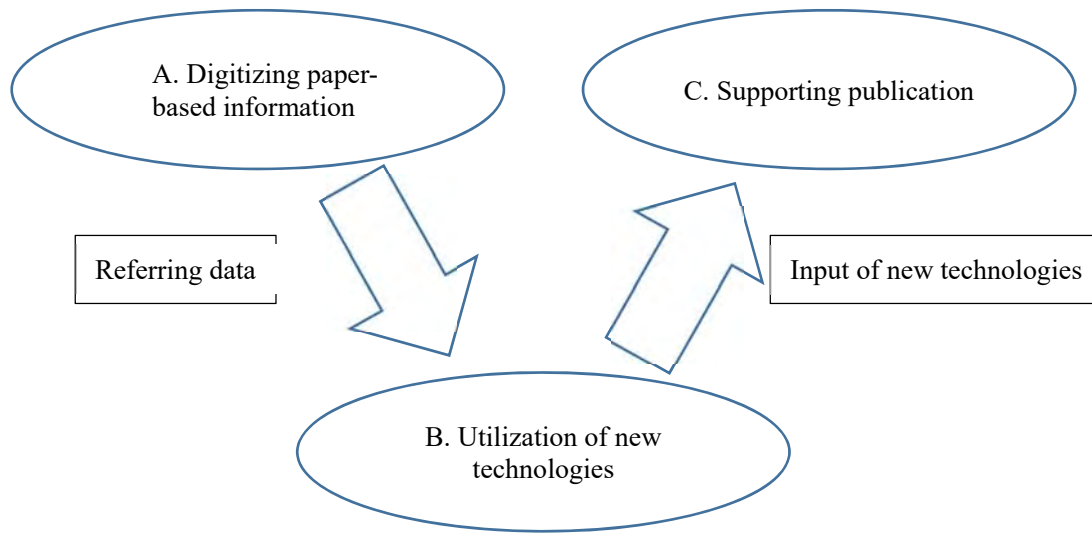 A. Digitizing paper-
based information
C. Supporting publication
Referring data
Input of new technologies
B. Utilization of new
technologies